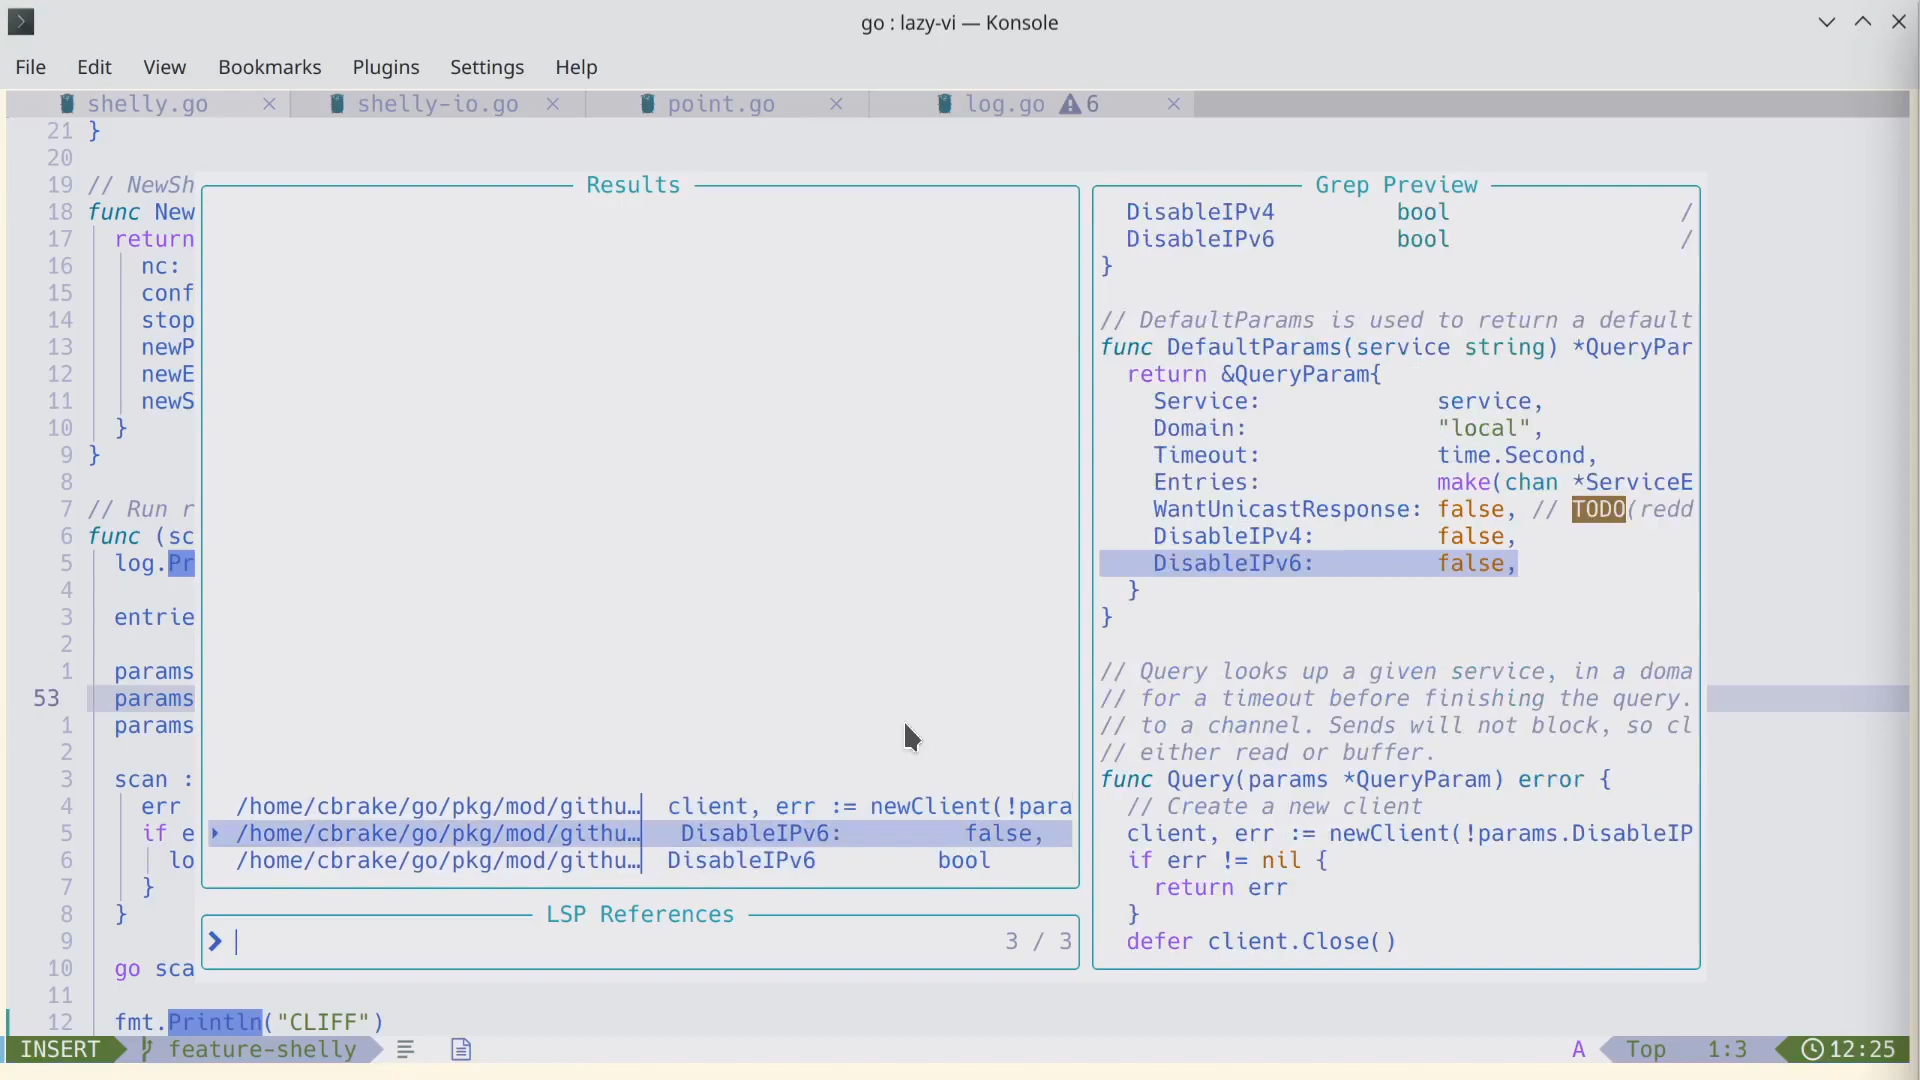 go : lazy-vi — Konsole
File Edit View Bookmarks Plugins Settings Help
shelly.go × shelly-io.go × point.go × log.go 6 ×
21 }
20
19 // NewSh
18 func New
17 return
16 nc:
15 conf
14 stop
13 newP
12 newE
11 newS
10 }
9 }
8
7 // Run r
6 func (sc
5 log.Pr
4
3 entrie
2
1 params
53 params
1 params
2
3 scan :
4 err
5 if e
6 lo
7 }
8 }
9
10 go sca
11
12 fmt.Println("CLIFF")
Results
/home/cbrake/go/pkg/mod/githu…│ client, err := newClient(!para
/home/cbrake/go/pkg/mod/githu…│ DisableIPv6: false,
/home/cbrake/go/pkg/mod/githu…│ DisableIPv6 bool
LSP References
> 3 / 3
Grep Preview
DisableIPv4 bool /
DisableIPv6 bool /
}
// DefaultParams is used to return a default
func DefaultParams(service string) *QueryPar
return &QueryParam{
Service: service,
Domain: "local",
Timeout: time.Second,
Entries: make(chan *ServiceE
WantUnicastResponse: false, // TODO(redd
DisableIPv4: false,
DisableIPv6: false,
}
}
// Query looks up a given service, in a doma
// for a timeout before finishing the query.
// to a channel. Sends will not block, so cl
// either read or buffer.
func Query(params *QueryParam) error {
// Create a new client
client, err := newClient(!params.DisableIP
if err != nil {
return err
}
defer client.Close()
INSERT feature-shelly A Top 1:3 12:25